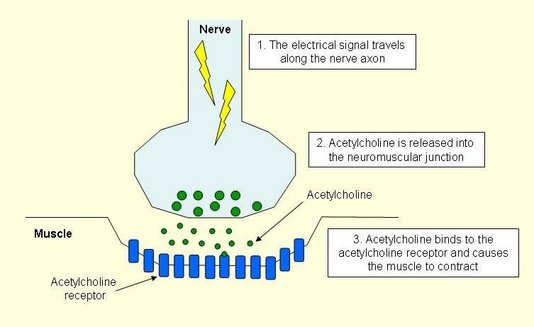 Nerve
1. The electrical signal travels
along the nerve axon
2. Acetylcholine is released into
the neuromuscular junction
Acetylcholine
Muscle
3. Acetylcholine binds to the
acetylcholine receptor and causes
the muscle to contract
Acetylcholine
receptor